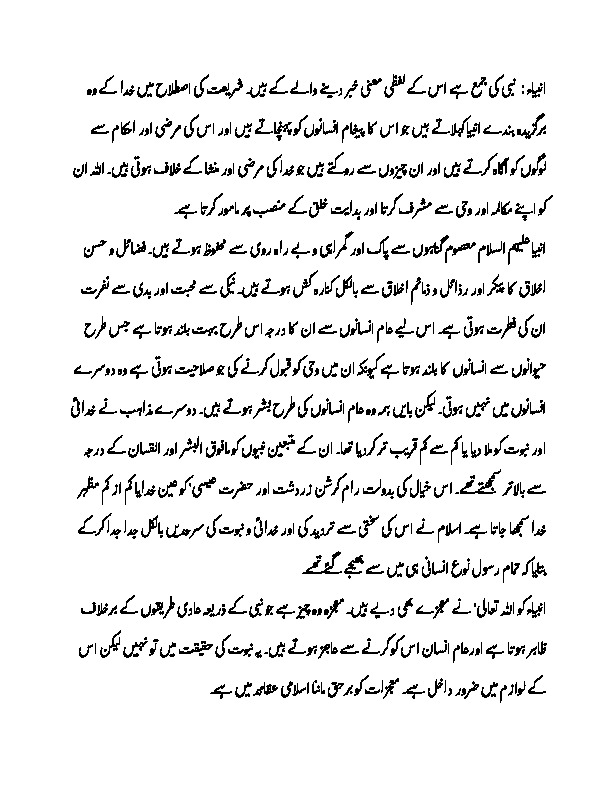 انبیاء: نبی کی جمع ہے اس کے لفظی معنی خبر دینے والے کے ہیں۔ شریعت کی اصطلاح میں خدا کے وہ
برگزیدہ بندے انبیا کہلاتے ہیں جو اس کا پیغام انسانوں کو پہنچاتے ہیں اور اس کی مرضی اور احکام سے
لوگوں کو آگاہ کرتے ہیں اور ان چیزوں سے روکتے ہیں جو خدا کی مرضی اور منشا کے خلاف ہوتی ہیں۔ اللہ ان
کو اپنے مکالمہ اور وحی سے مشرف کرتا اور ہدایت خلق کے منصب پر مامور کرتا ہے۔
انبیا علیہم السلام معصوم گناہوں سے پاک اور گمراہی و بے راہ روی سے محفوظ ہوتے ہیں۔ فضائل و حسن
اخلاق کا پیکر اور رذائل و ذمائم اخلاق سے بالکل کنارہ کش ہوتے ہیں۔ نیکی سے محبت اور بدی سے نفرت
ان کی فطرت ہوتی ہے۔ اس لیے عام انسانوں سے ان کا درجہ اس طرح بہت بلند ہوتا ہے جس طرح
حیوانوں سے انسانوں کا بلند ہوتا ہے کیونکہ ان میں وحی کو قبول کرنے کی جو صلاحیت ہوتی ہے وہ دوسرے
انسانوں میں نہیں ہوتی۔ لیکن بایں ہمہ وہ عام انسانوں کی طرح بشر ہوتے ہیں۔ دوسرے مذاہب نے خدائی
اور نبوت کو ملا دیا یا کم سے کم قریب تر کردیا تھا۔ ان کے متبعین نبیوں کو مافوق البشر اور انسان کے درجہ
سے بالاتر سمجھتے تھے۔ اس خیال کی بدولت رام کرشن زردشت اور حضرت عیسیٰ کو عین خدا یا کم از کم مظہر
خدا سمجھا جاتا ہے۔ اسلام نے اس کی سختی سے تردید کی اور خدائی و نبوت کی سرحدیں بالکل جدا جدا کرکے
بتایا کہ تمام رسول نوع انسانی ہی میں سے بھیجے گئے تھے۔
انبیاء کو اللہ تعالیٰ نے معجزے بھی دیے ہیں۔ معجزہ وہ چیز ہے جو نبی کے ذریعہ عادی طریقوں کے برخلاف
ظاہر ہوتا ہے اور عام انسان اس کو کرنے سے عاجز ہوتے ہیں۔ یہ نبوت کی حقیقت میں تو نہیں لیکن اس
کے لوازم میں ضرور داخل ہے۔ معجزات کو برحق ماننا اسلامی عقائد میں ہے۔